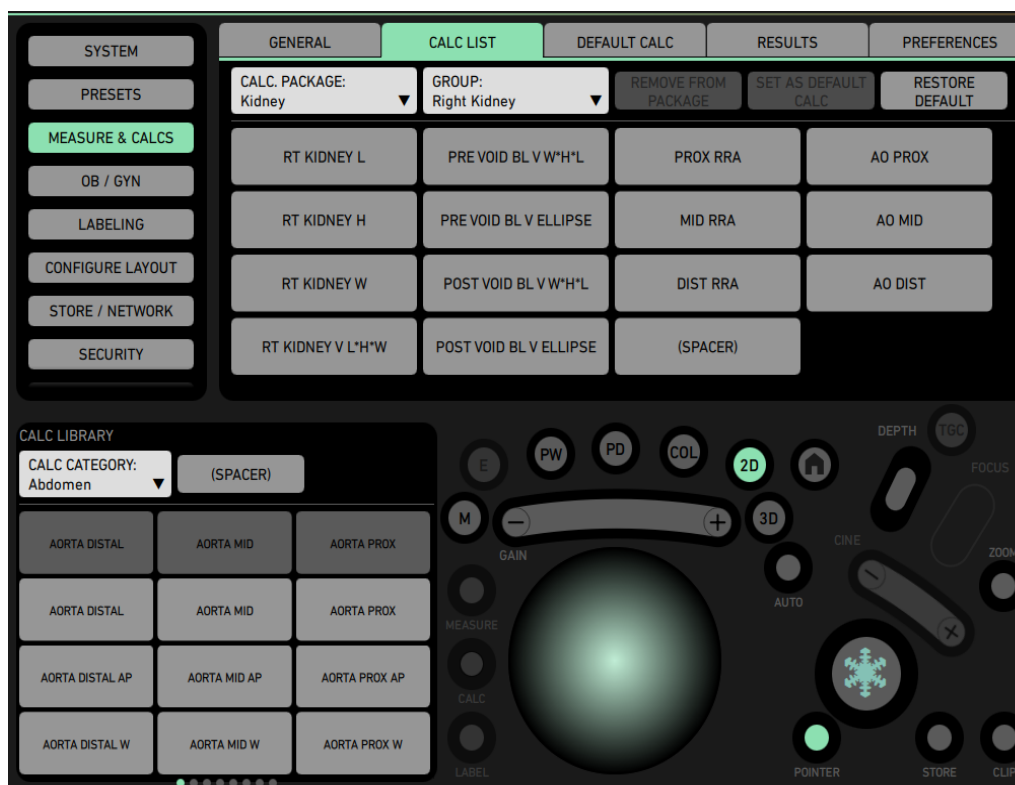 SYSTEM
PRESETS
MEASURE & CALCS
OB / GYN
LABELING
CONFIGURE LAYOUT
STORE / NETWORK
SECURITY
GENERAL
CALC LIST
DEFAULT CALC
RESULTS
PREFERENCES
CALC. PACKAGE:
Kidney
GROUP:
Right Kidney
REMOVE FROM
PACKAGE
SET AS DEFAULT
CALC
RESTORE
DEFAULT
RT KIDNEY L
PRE VOID BL V W*H*L
PROX RRA
AO PROX
RT KIDNEY H
PRE VOID BL V ELLIPSE
MID RRA
AO MID
RT KIDNEY W
POST VOID BL V W*H*L
DIST RRA
AO DIST
RT KIDNEY V L*H*W
POST VOID BL V ELLIPSE
(SPACER)
CALC LIBRARY
CALC CATEGORY:
Abdomen
(SPACER)
AORTA DISTAL
AORTA MID
AORTA PROX
AORTA DISTAL
AORTA MID
AORTA PROX
AORTA DISTAL AP
AORTA MID AP
AORTA PROX AP
AORTA DISTAL W
AORTA MID W
AORTA PROX W
E
PW
PD
COL
2D
DEPTH
TGC
FOCUS
M
GAIN
3D
CINE
ZOOM
AUTO
MEASURE
CALC
LABEL
POINTER
STORE
CLIP